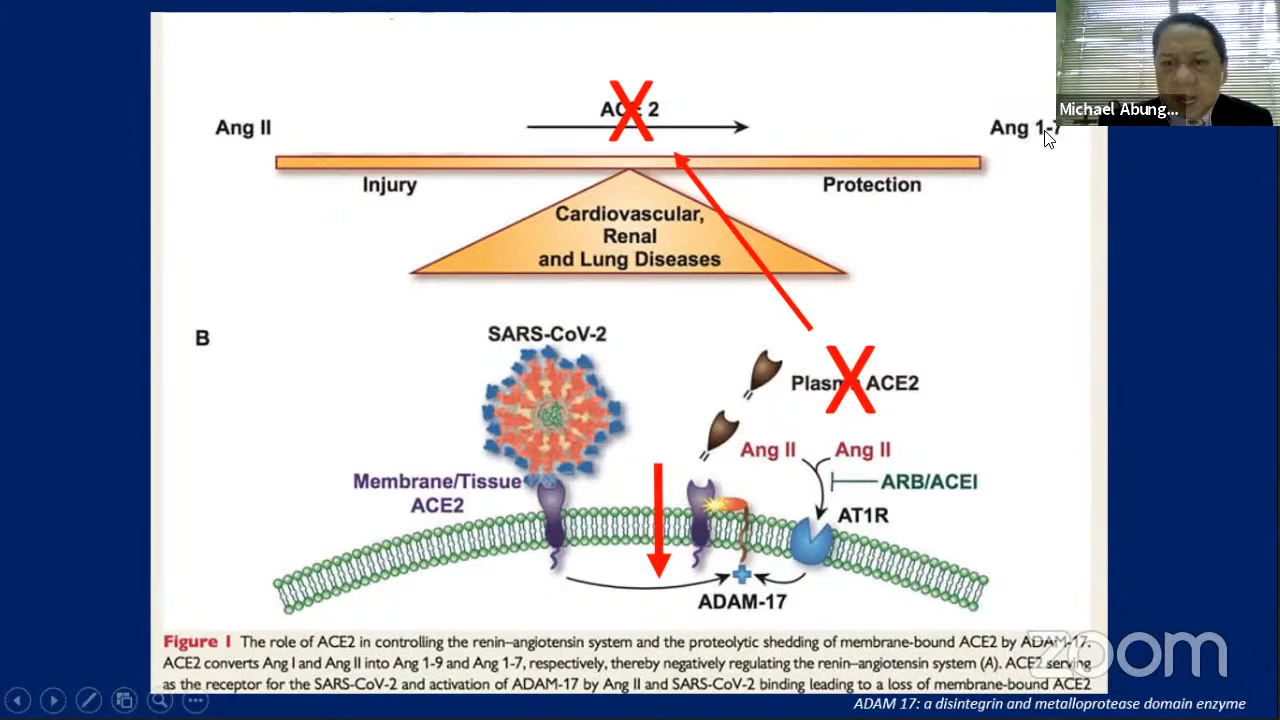 Michael Abung...
ACE 2
Ang II
Ang 1-7
Injury
Protection
Cardiovascular,
Renal
and Lung Diseases
B
SARS-CoV-2
Plasma ACE2
Ang II
Ang II
Membrane/Tissue
ACE2
ARB/ACEI
AT1R
ADAM-17
Figure 1 The role of ACE2 in controlling the renin–angiotensin system and the proteolytic shedding of membrane-bound ACE2 by ADAM-17.
ACE2 converts Ang I and Ang II into Ang 1-9 and Ang 1-7, respectively, thereby negatively regulating the renin–angiotensin system (A). ACE2 serving
as the receptor for the SARS-CoV-2 and activation of ADAM-17 by Ang II and SARS-CoV-2 binding leading to a loss of membrane-bound ACE2
zoom
ADAM 17: a disintegrin and metalloprotease domain enzyme